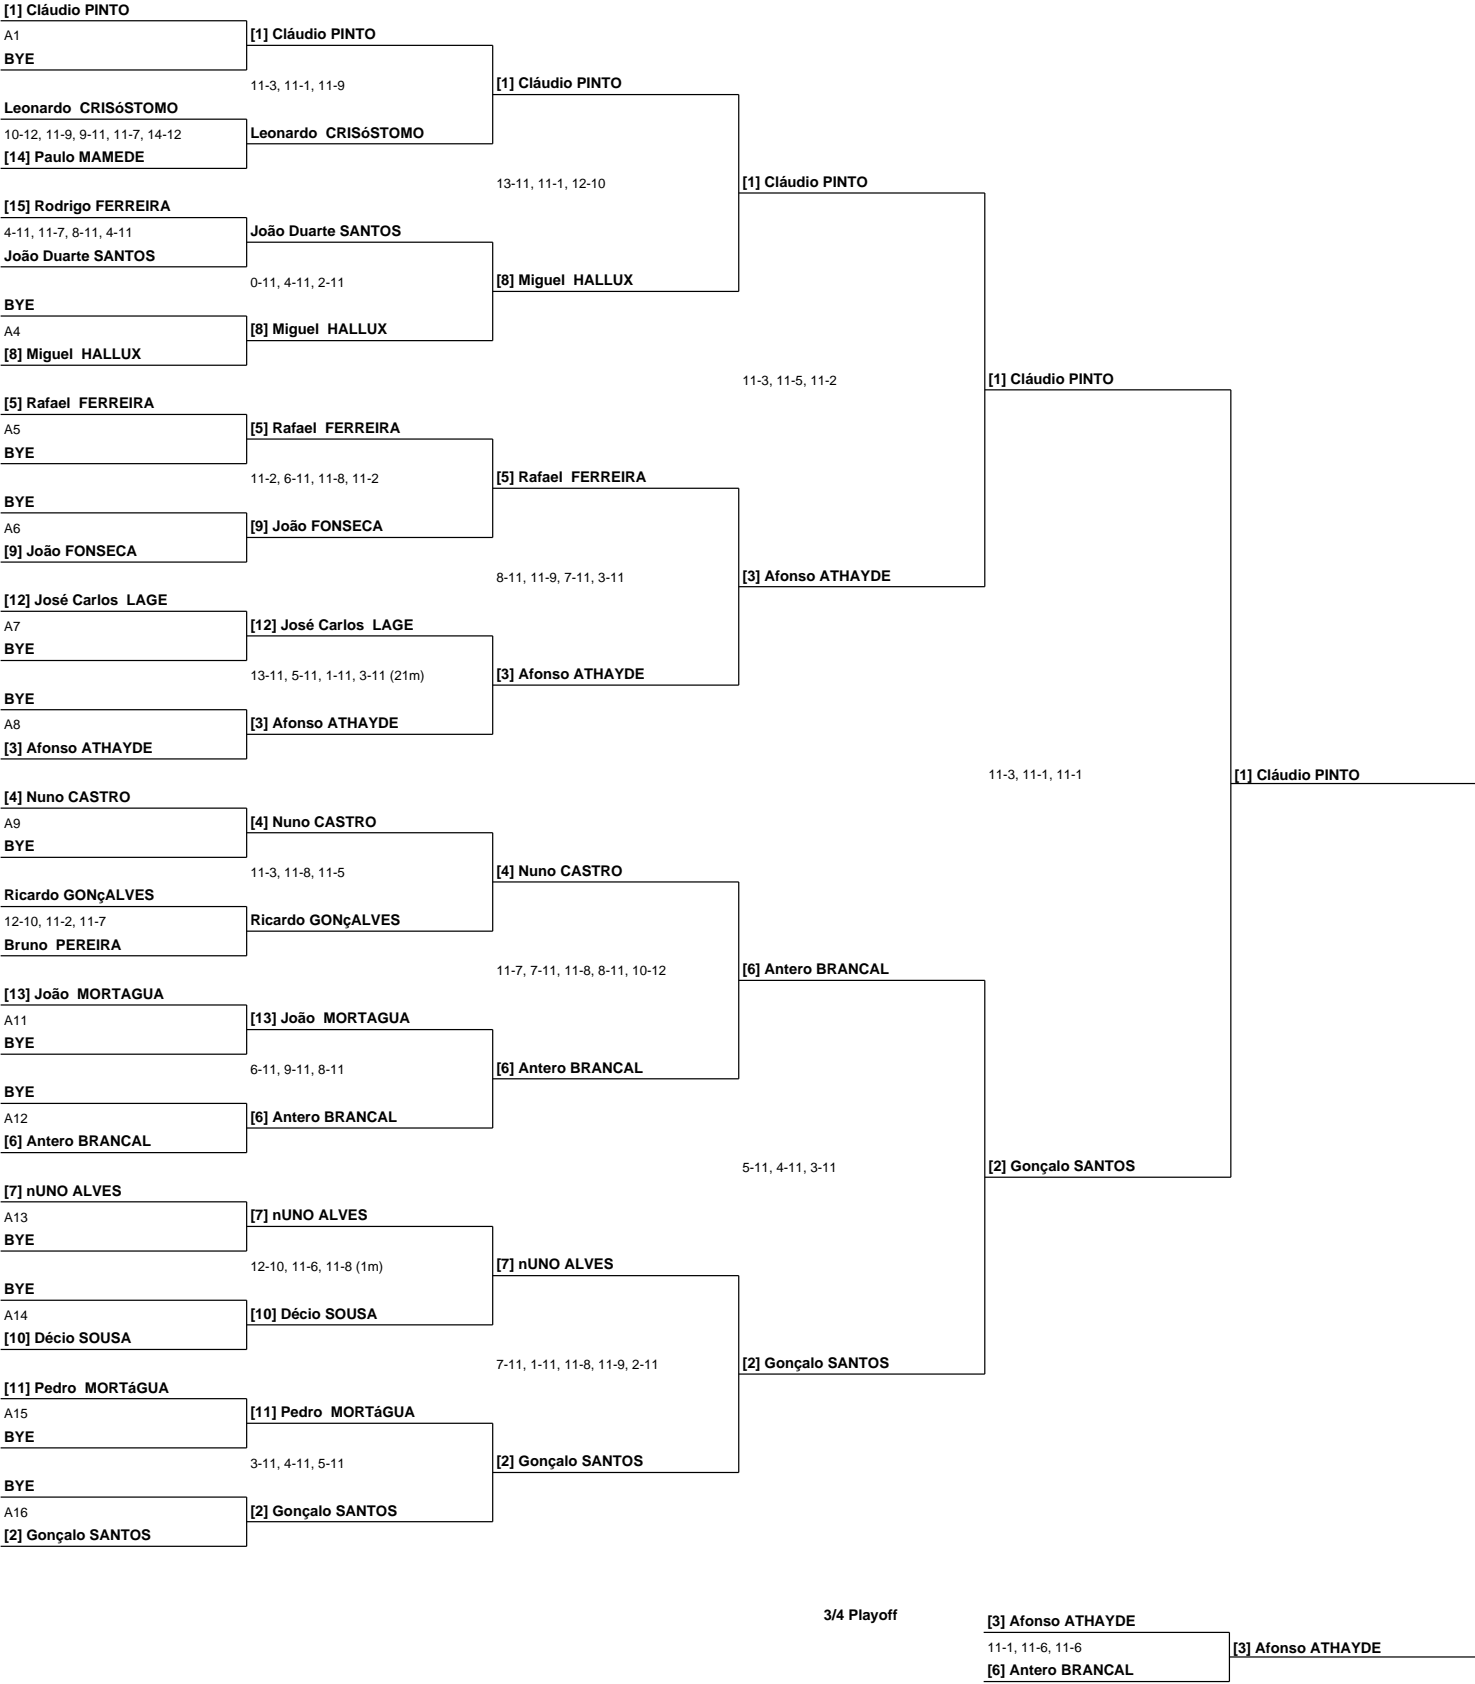 [1] Cláudio PINTO
A1
BYE
Leonardo CRISóSTOMO
10-12, 11-9, 9-11, 11-7, 14-12
[14] Paulo MAMEDE
[15] Rodrigo FERREIRA
4-11, 11-7, 8-11, 4-11
João Duarte SANTOS
BYE
A4
[8] Miguel HALLUX
[5] Rafael FERREIRA
A5
BYE
BYE
A6
[9] João FONSECA
[12] José Carlos LAGE
A7
BYE
BYE
A8
[3] Afonso ATHAYDE
[4] Nuno CASTRO
A9
BYE
Ricardo GONçALVES
12-10, 11-2, 11-7
Bruno PEREIRA
[13] João MORTAGUA
A11
BYE
BYE
A12
[6] Antero BRANCAL
[7] nUNO ALVES
A13
BYE
BYE
A14
[10] Décio SOUSA
[11] Pedro MORTáGUA
A15
BYE
BYE
A16
[2] Gonçalo SANTOS
[1] Cláudio PINTO
11-3, 11-1, 11-9
Leonardo CRISóSTOMO
João Duarte SANTOS
0-11, 4-11, 2-11
[8] Miguel HALLUX
[5] Rafael FERREIRA
11-2, 6-11, 11-8, 11-2
[9] João FONSECA
[12] José Carlos LAGE
13-11, 5-11, 1-11, 3-11 (21m)
[3] Afonso ATHAYDE
[4] Nuno CASTRO
11-3, 11-8, 11-5
Ricardo GONçALVES
[13] João MORTAGUA
6-11, 9-11, 8-11
[6] Antero BRANCAL
[7] nUNO ALVES
12-10, 11-6, 11-8 (1m)
[10] Décio SOUSA
[11] Pedro MORTáGUA
3-11, 4-11, 5-11
[2] Gonçalo SANTOS
[1] Cláudio PINTO
13-11, 11-1, 12-10
[8] Miguel HALLUX
[5] Rafael FERREIRA
8-11, 11-9, 7-11, 3-11
[3] Afonso ATHAYDE
[4] Nuno CASTRO
11-7, 7-11, 11-8, 8-11, 10-12
[6] Antero BRANCAL
[7] nUNO ALVES
7-11, 1-11, 11-8, 11-9, 2-11
[2] Gonçalo SANTOS
[1] Cláudio PINTO
11-3, 11-5, 11-2
[3] Afonso ATHAYDE
[6] Antero BRANCAL
5-11, 4-11, 3-11
[2] Gonçalo SANTOS
[1] Cláudio PINTO
11-3, 11-1, 11-1
[2] Gonçalo SANTOS
[1] Cláudio PINTO
3/4 Playoff
[3] Afonso ATHAYDE
11-1, 11-6, 11-6
[6] Antero BRANCAL
[3] Afonso ATHAYDE